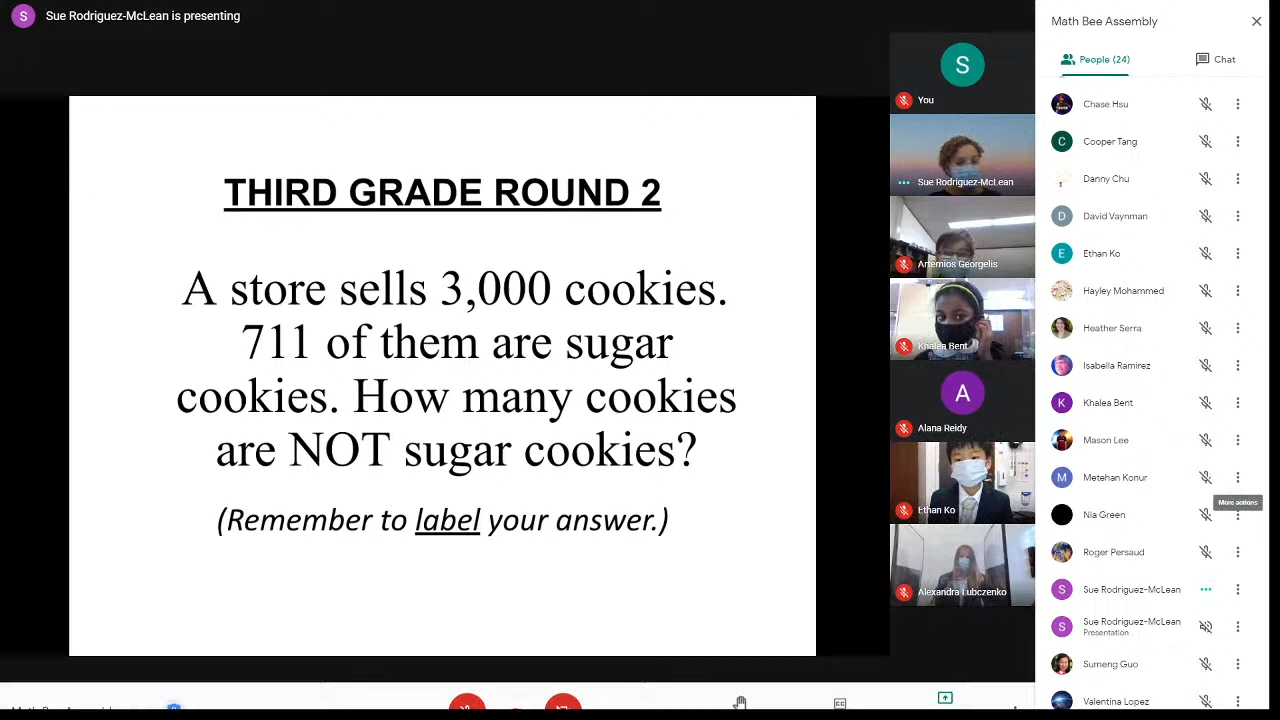 S
Sue Rodriguez-McLean is presenting
THIRD GRADE ROUND 2
A store sells 3,000 cookies.
711 of them are sugar
cookies. How many cookies
are NOT sugar cookies?
(Remember to label your answer.)
S
You
Sue Rodriguez-McLean
Artemios Georgelis
Khalea Bent
A
Alana Reidy
Ethan Ko
Alexandra Lubczenko
Math Bee Assembly
People (24)
Chat
Chase Hsu
C
Cooper Tang
Danny Chu
D
David Vaynman
E
Ethan Ko
Hayley Mohammed
Heather Serra
Isabella Ramirez
K
Khalea Bent
Mason Lee
M
Metehan Konur
More actions
Nia Green
Roger Persaud
S
Sue Rodriguez-McLean
S
Sue Rodriguez-McLean
Presentation
Sumeng Guo
Valentina Lopez